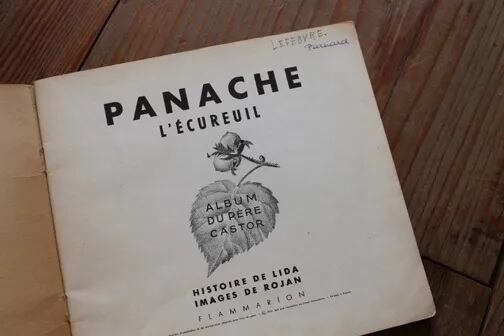 LEFEBVRE.
PANACHE
L'ÉCUREUIL
ALBUM
DU PÈRE
CASTOR
HISTOIRE DE LIDA
IMAGES DE ROJAN
FLAMMARION